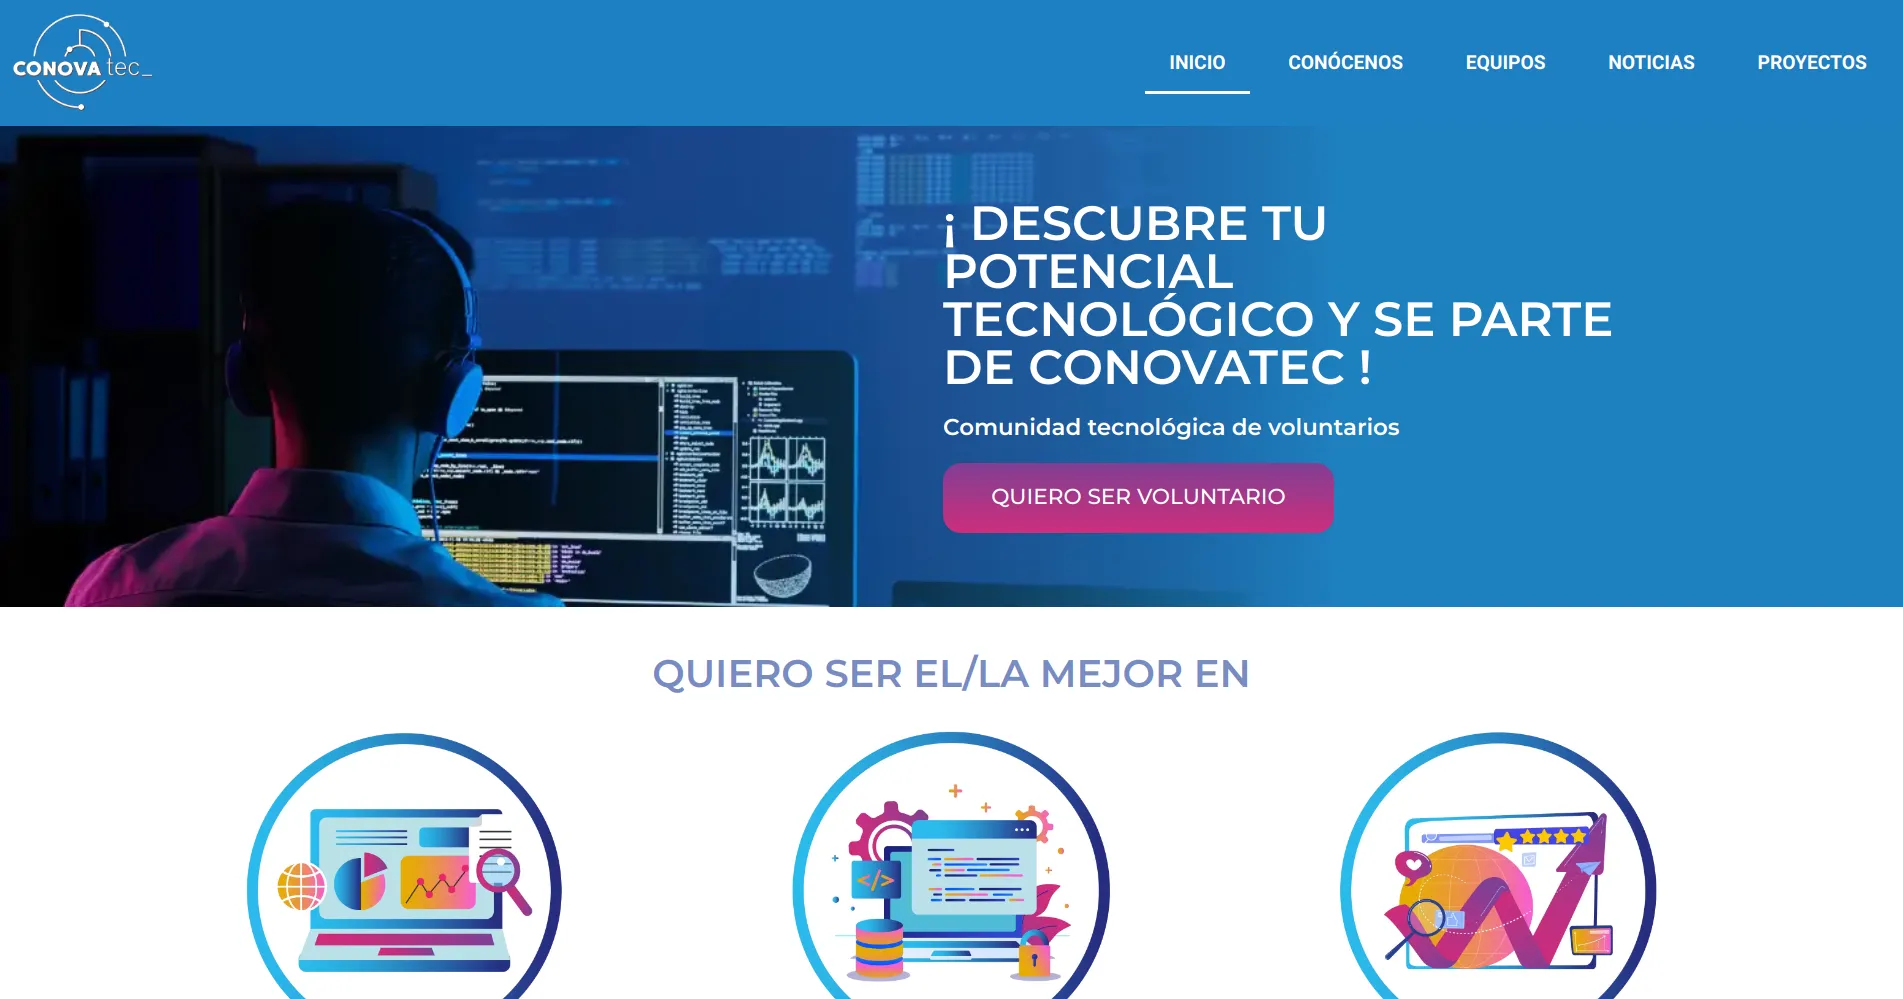 CONOVA tec_
INICIO
CONÓCENOS
EQUIPOS
NOTICIAS
PROYECTOS
¡ DESCUBRE TU
POTENCIAL
TECNOLÓGICO Y SE PARTE
DE CONOVATEC !
Comunidad tecnológica de voluntarios
QUIERO SER VOLUNTARIO
QUIERO SER EL/LA MEJOR EN
</>